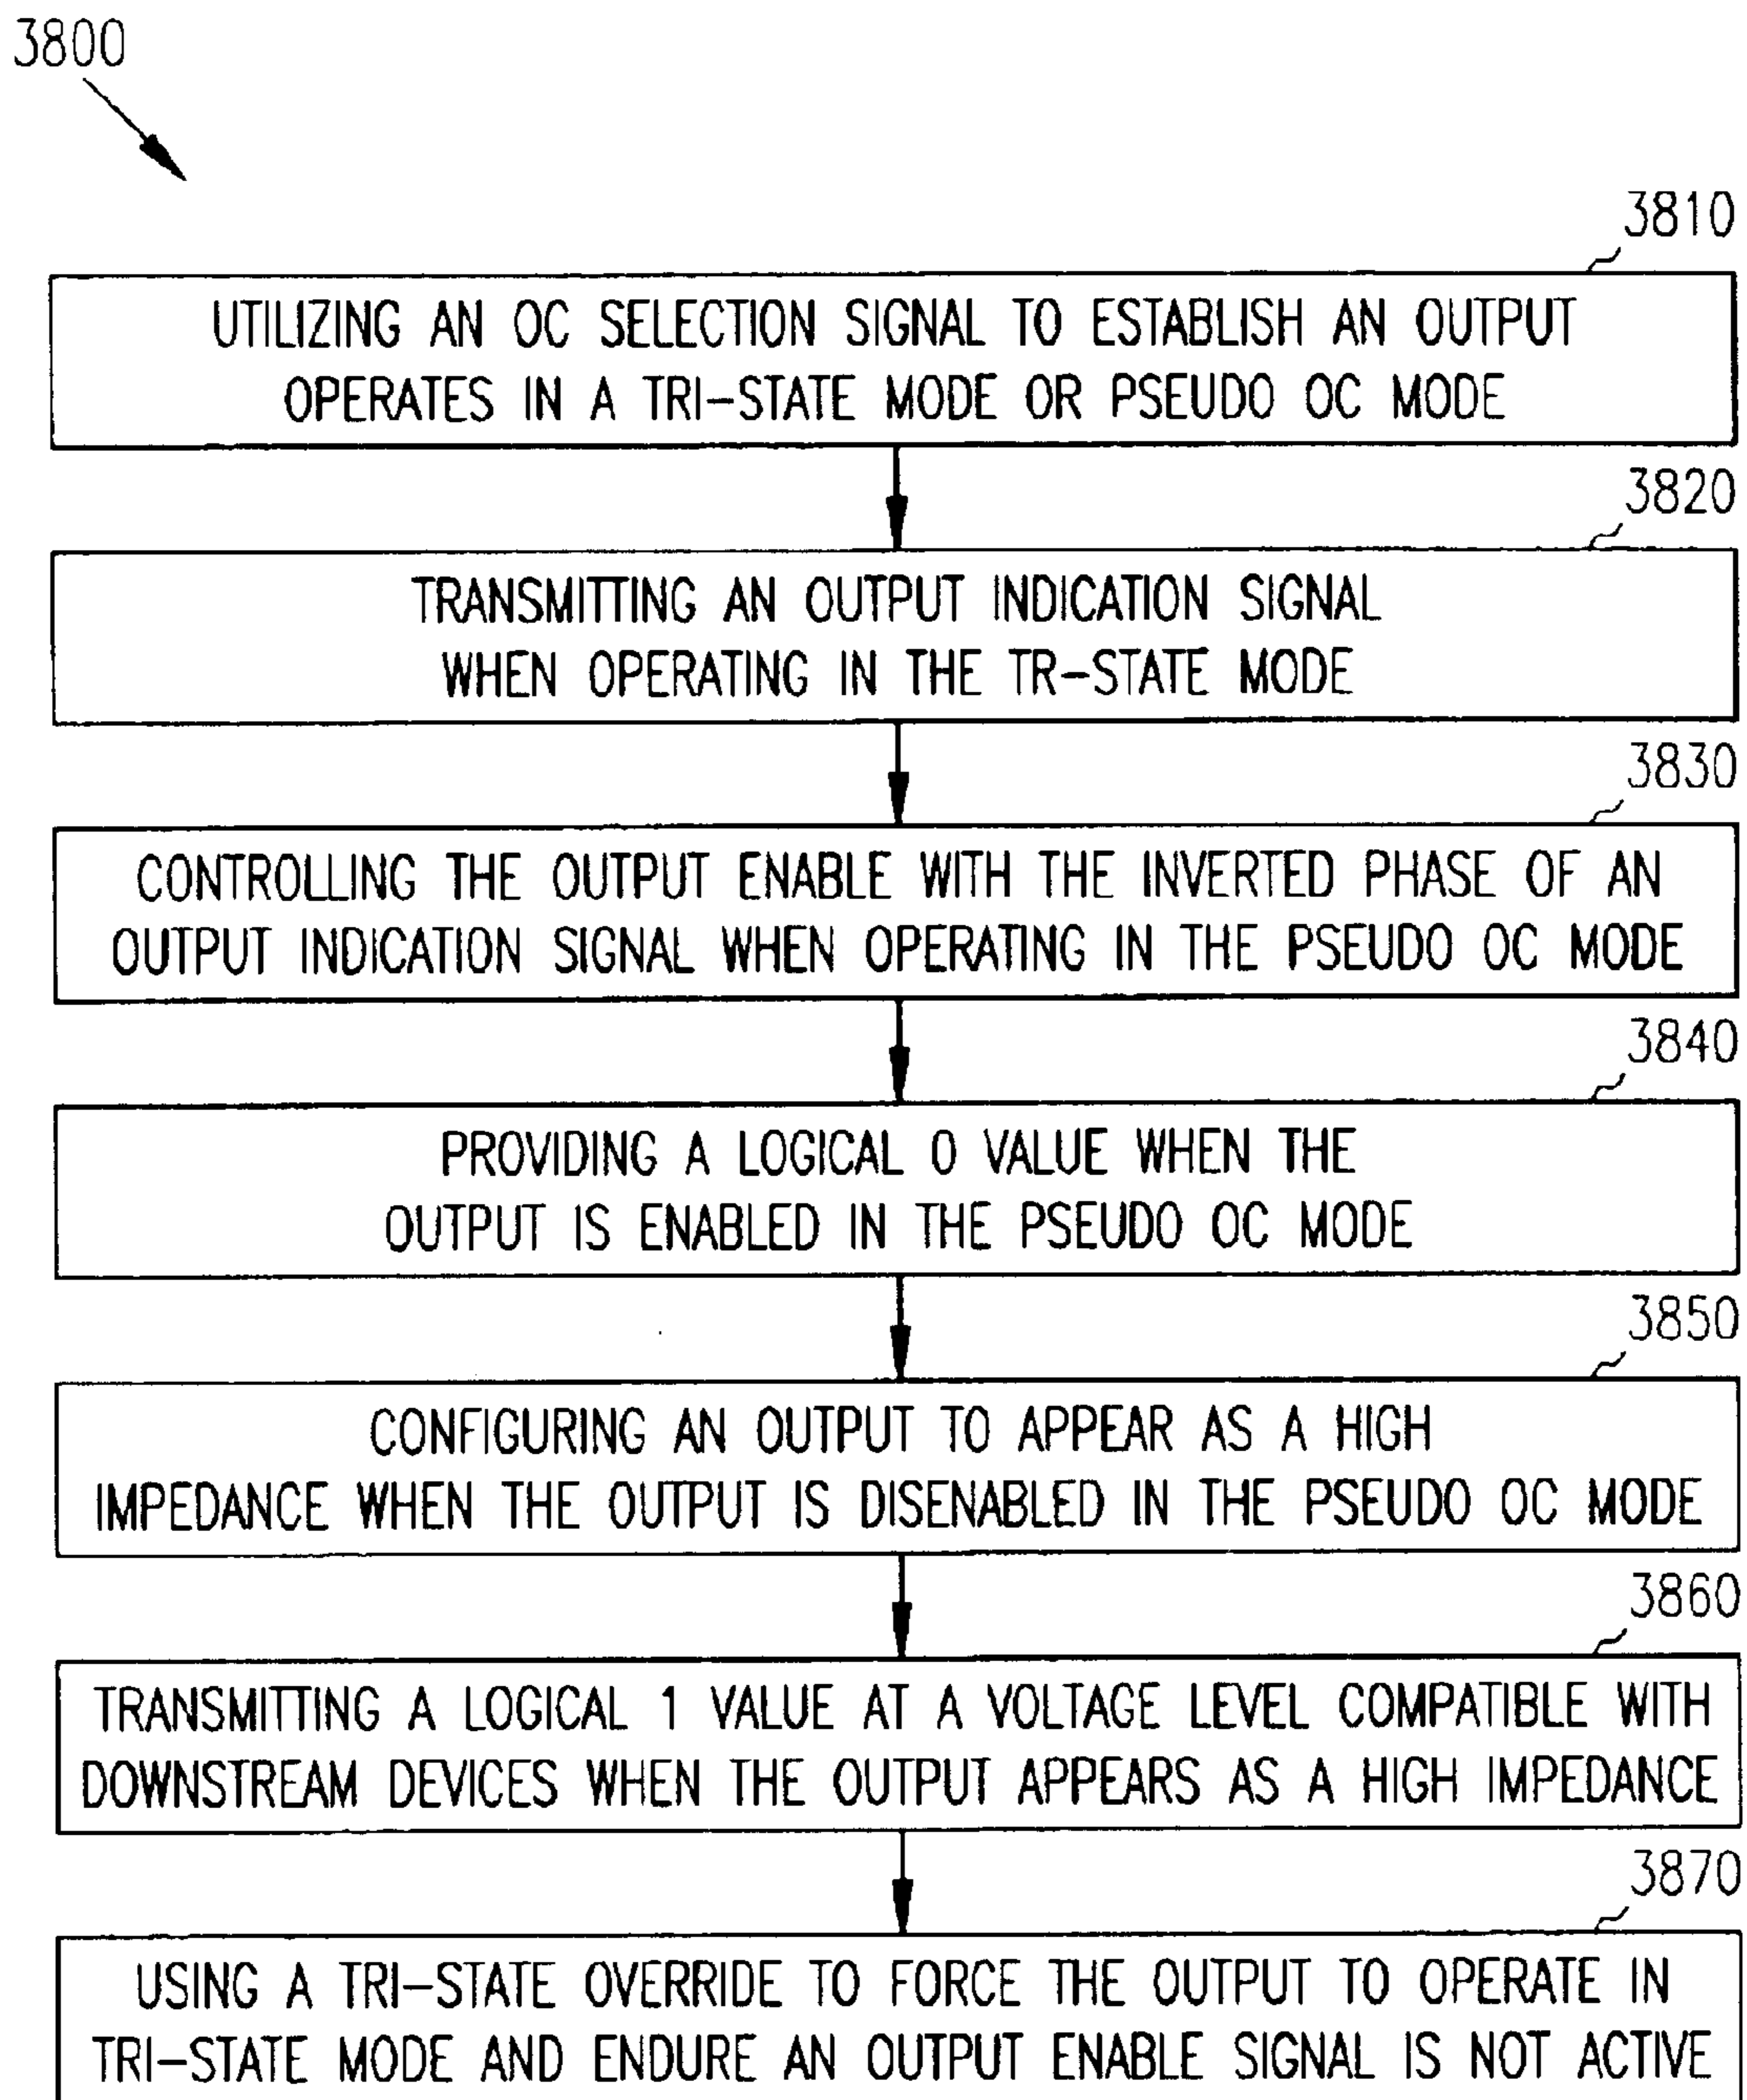 3800
3810
UTILIZING AN OC SELECTION SIGNAL TO ESTABLISH AN OUTPUT
OPERATES IN A TRI-STATE MODE OR PSEUDO OC MODE
3820
TRANSMITTING AN OUTPUT INDICATION SIGNAL
WHEN OPERATING IN THE TR-STATE MODE
3830
CONTROLLING THE OUTPUT ENABLE WITH THE INVERTED PHASE OF AN
OUTPUT INDICATION SIGNAL WHEN OPERATING IN THE PSEUDO OC MODE
3840
PROVIDING A LOGICAL 0 VALUE WHEN THE
OUTPUT IS ENABLED IN THE PSEUDO OC MODE
3850
CONFIGURING AN OUTPUT TO APPEAR AS A HIGH
IMPEDANCE WHEN THE OUTPUT IS DISENABLED IN THE PSEUDO OC MODE
3860
TRANSMITTING A LOGICAL 1 VALUE AT A VOLTAGE LEVEL COMPATIBLE WITH
DOWNSTREAM DEVICES WHEN THE OUTPUT APPEARS AS A HIGH IMPEDANCE
3870
USING A TRI-STATE OVERRIDE TO FORCE THE OUTPUT TO OPERATE IN
TRI-STATE MODE AND ENDURE AN OUTPUT ENABLE SIGNAL IS NOT ACTIVE